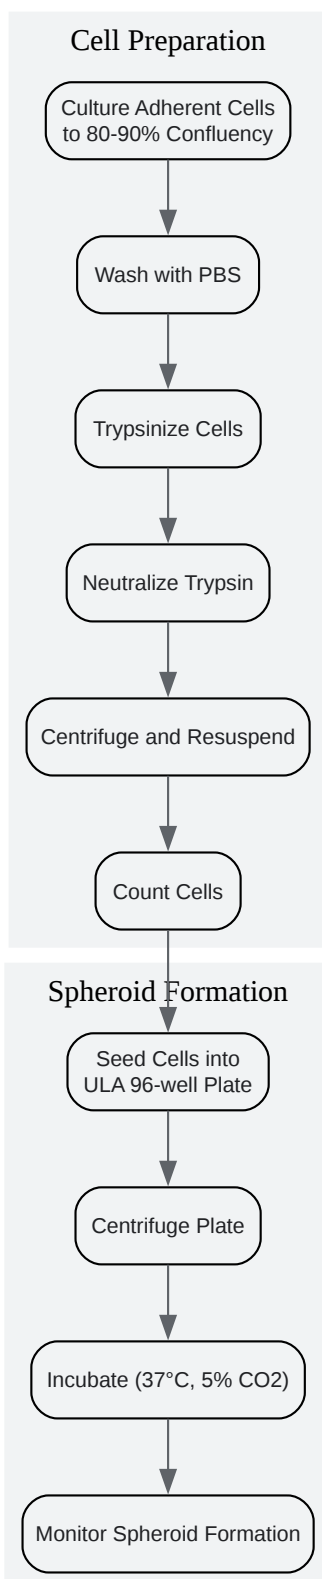 Cell Preparation
Culture Adherent Cells
to 80-90% Confluency
Wash with PBS
Trypsinize Cells
Neutralize Trypsin
Centrifuge and Resuspend
Count Cells
Spheroid Formation
Seed Cells into
ULA 96-well Plate
Centrifuge Plate
Incubate (37°C, 5% CO2)
Monitor Spheroid Formation